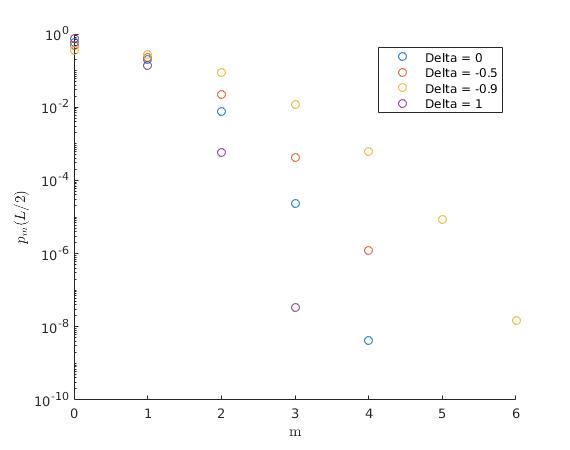 10^0
10^-2
10^-4
10^-6
10^-8
10^-10
p_m(L/2)
Delta = 0
Delta = -0.5
Delta = -0.9
Delta = 1
0 1 2 3 4 5 6
m